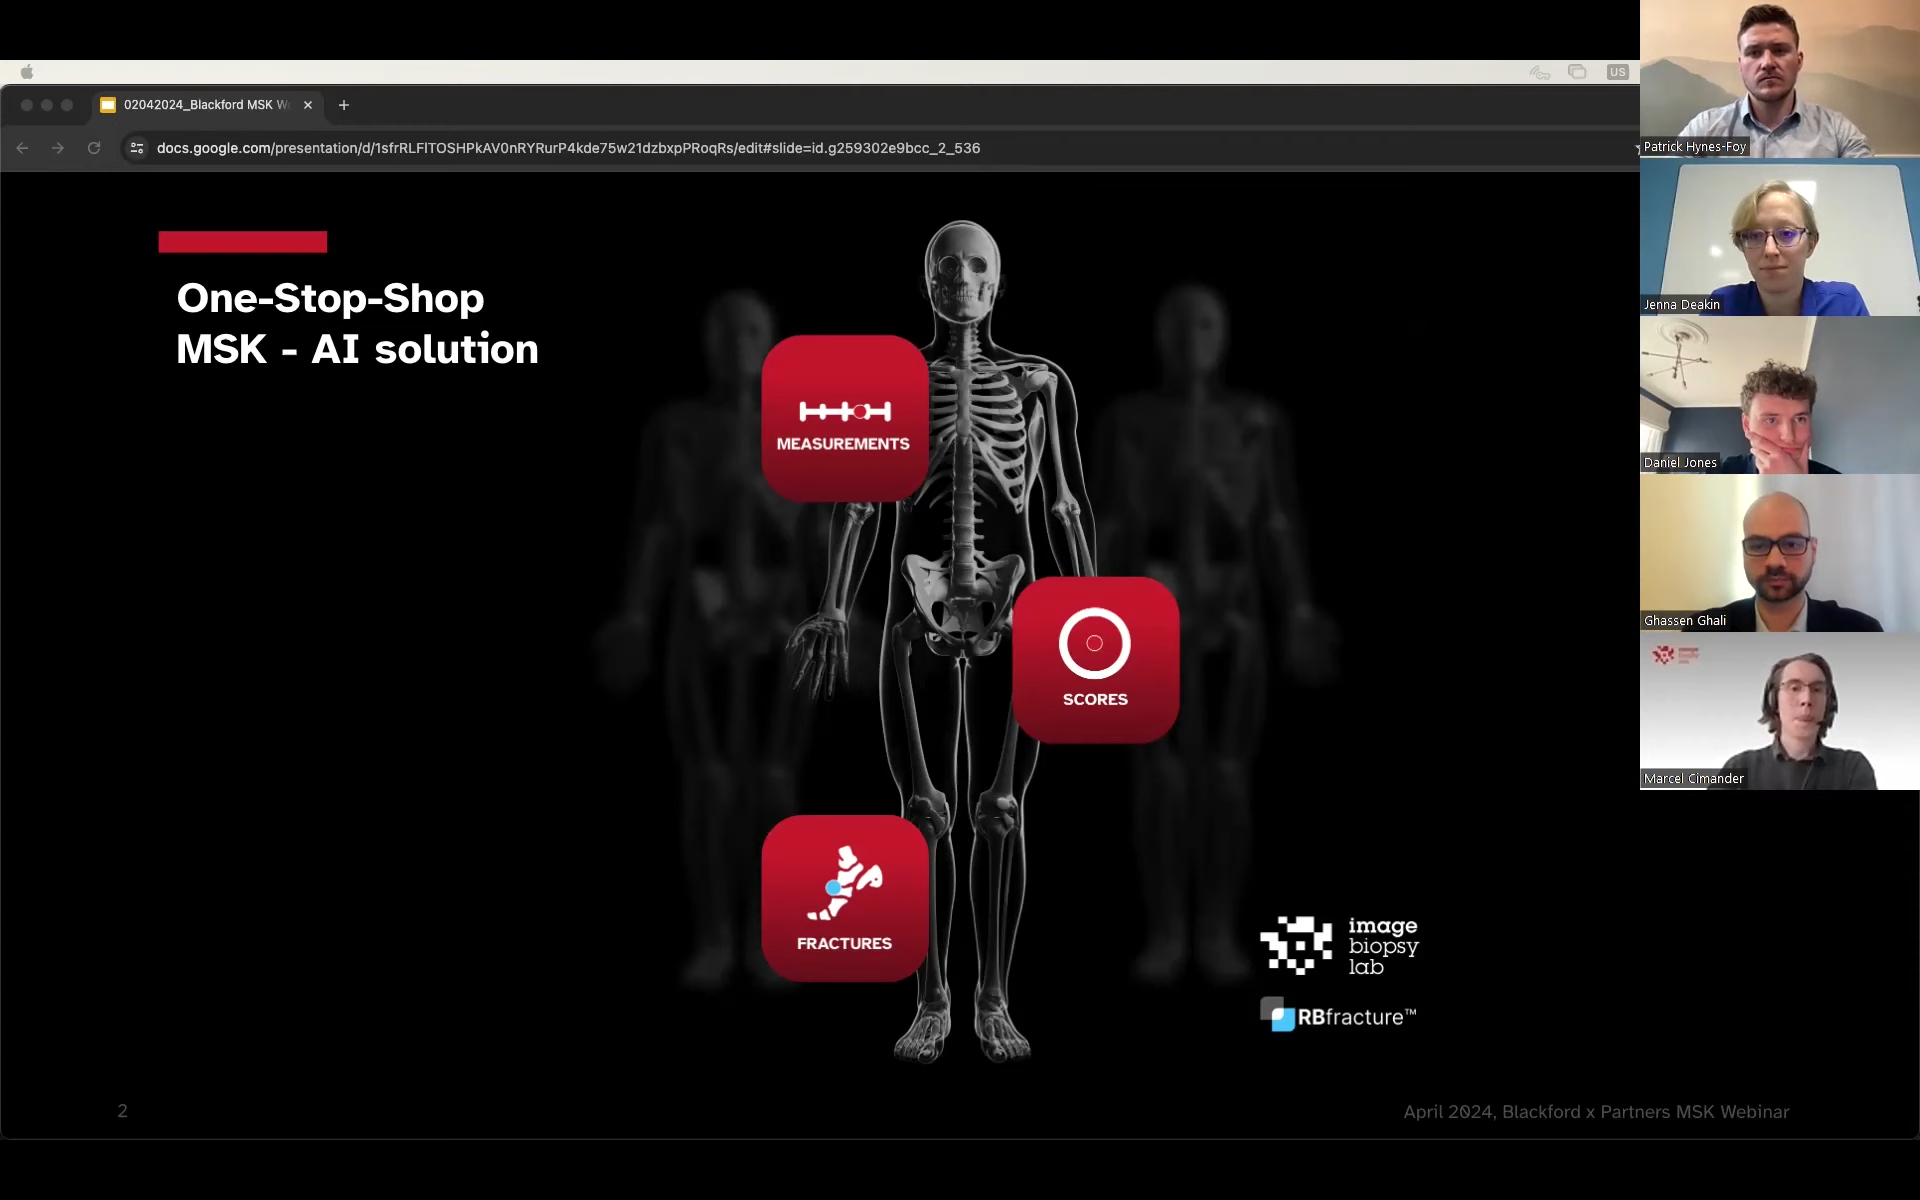 US
02042024_Blackford MSK W
docs.google.com/presentation/d/1sfrRLFlTOSHPkAV0nRYRurP4kde75w21dzbxpPRoqRs/edit#slide=id.g259302e9bcc_2_536
One-Stop-Shop
MSK - AI solution
MEASUREMENTS
SCORES
FRACTURES
image
biopsy
lab
RBfracture™
2
April 2024, Blackford x Partners MSK Webinar
Patrick Hynes-Foy
Jenna Deakin
Daniel Jones
Ghassen Ghali
Marcel Cimander